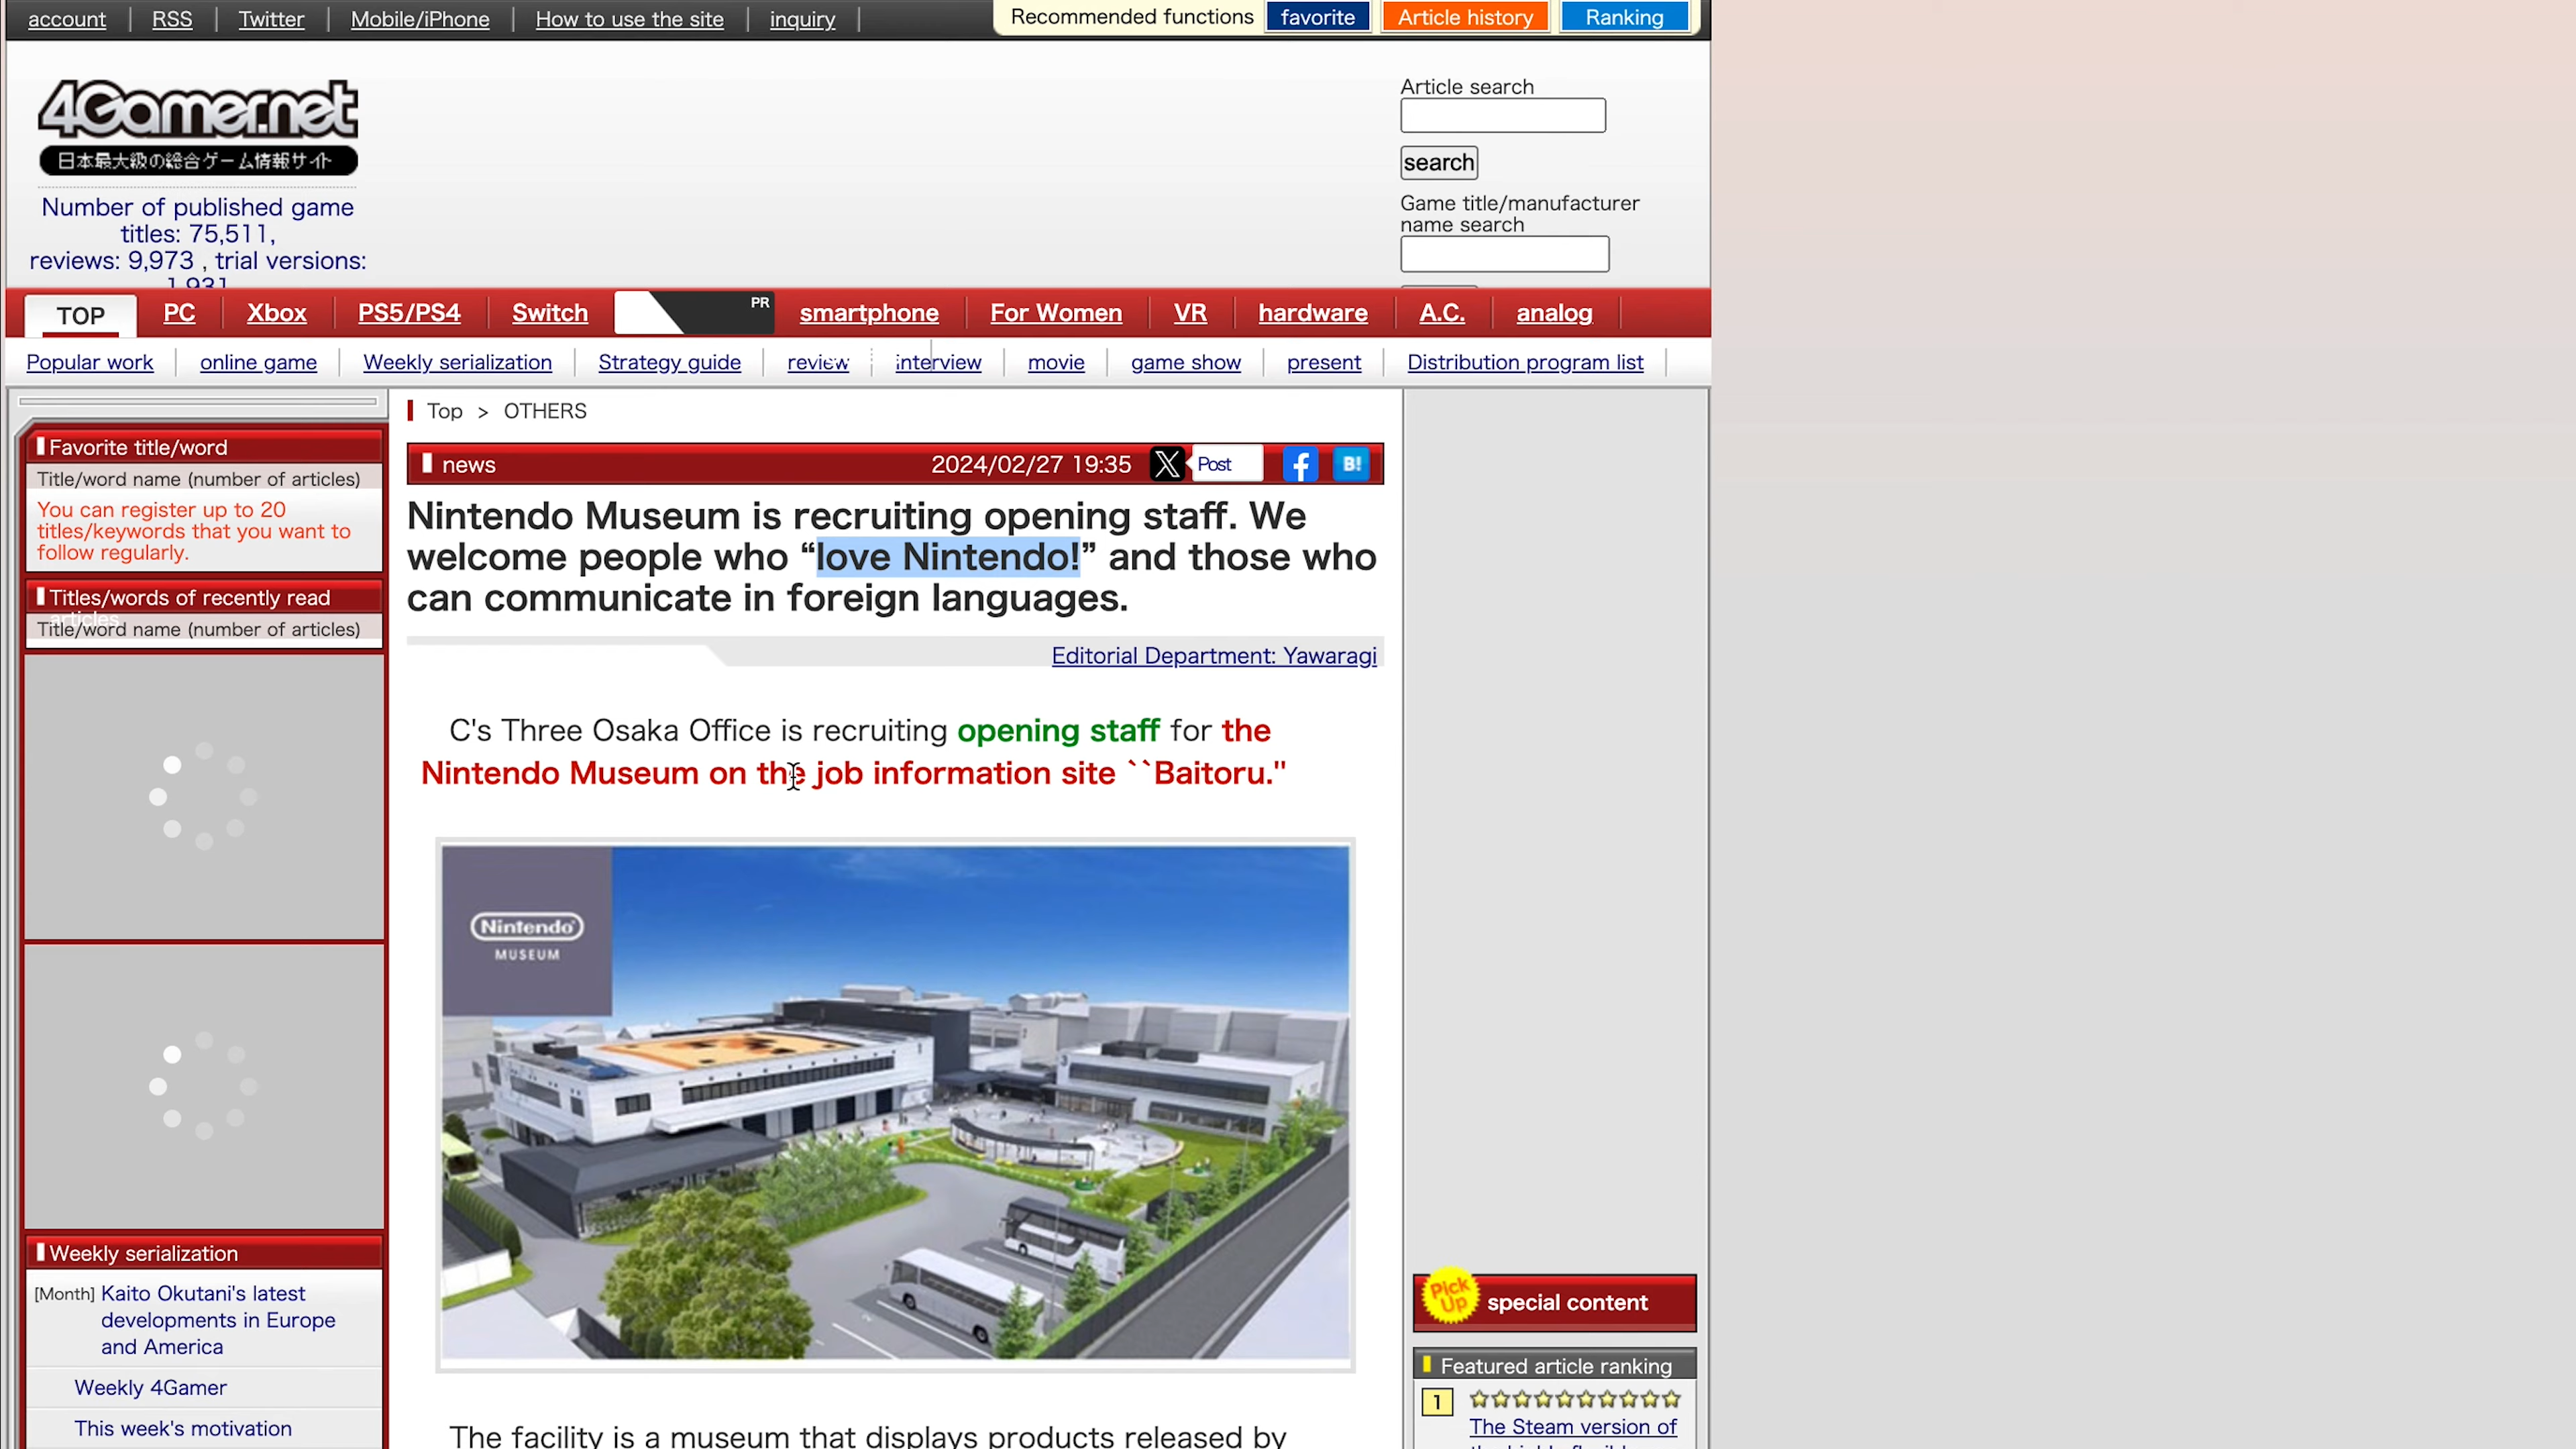 account
RSS
Twitter
Mobile/iPhone
How to use the site
inquiry
Recommended functions
favorite
Article history
Ranking
4Gamer.net
日本最大級の総合ゲーム情報サイト
Number of published game
titles: 75,511,
reviews: 9,973 , trial versions:
1,931
Article search
search
Game title/manufacturer
name search
TOP
PC
Xbox
PS5/PS4
Switch
PR
smartphone
For Women
VR
hardware
A.C.
analog
Popular work
online game
Weekly serialization
Strategy guide
review
interview
movie
game show
present
Distribution program list
Favorite title/word
Title/word name (number of articles)
You can register up to 20
titles/keywords that you want to
follow regularly.
Titles/words of recently read
articles
Title/word name (number of articles)
Weekly serialization
[Month] Kaito Okutani's latest
developments in Europe
and America
Weekly 4Gamer
This week's motivation
Top > OTHERS
news
2024/02/27 19:35
Post
B!
Nintendo Museum is recruiting opening staff. We
welcome people who “love Nintendo!” and those who
can communicate in foreign languages.
Editorial Department: Yawaragi
C's Three Osaka Office is recruiting opening staff for the
Nintendo Museum on the job information site ``Baitoru.''
Nintendo
MUSEUM
The facility is a museum that displays products released by
Pick
Up
special content
Featured article ranking
1
The Steam version of